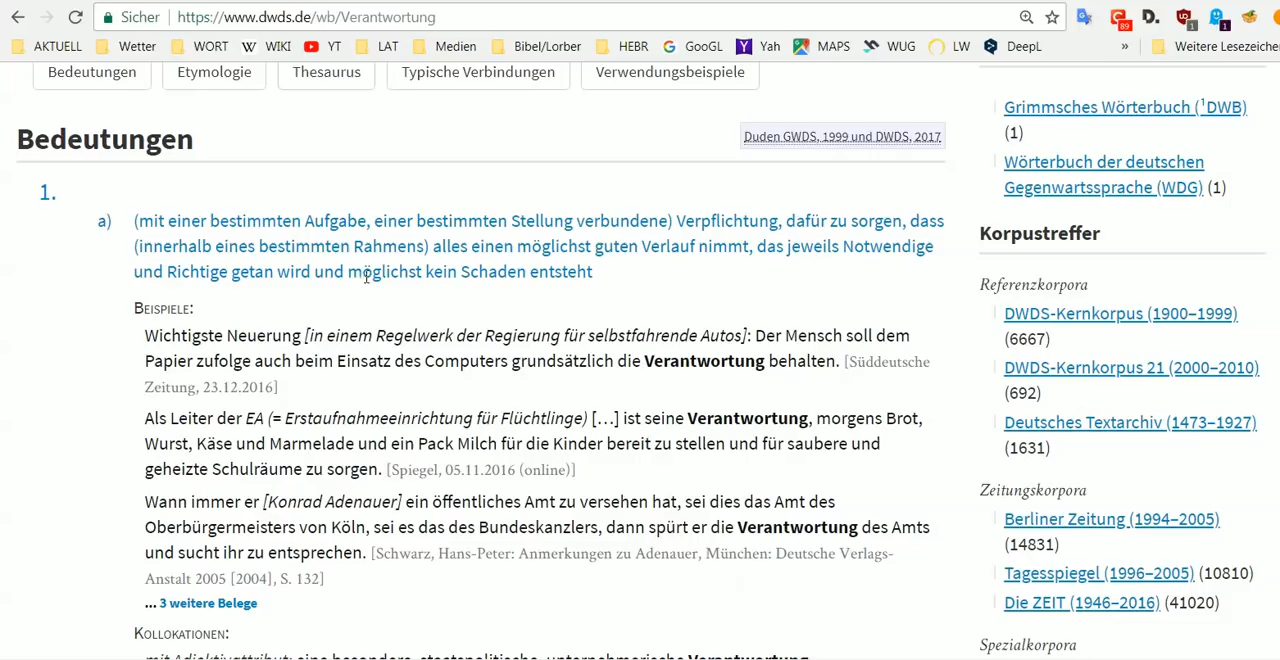 Sicher https://www.dwds.de/wb/Verantwortung
89 D. 1 1
AKTUELL Wetter WORT WIKI YT LAT Medien Bibel/Lorber HEBR GooGL Yah MAPS WUG LW DeepL » Weitere Lesezeiche
Bedeutungen Etymologie Thesaurus Typische Verbindungen Verwendungsbeispiele
Bedeutungen
Duden GWDS, 1999 und DWDS, 2017
1.
a) (mit einer bestimmten Aufgabe, einer bestimmten Stellung verbundene) Verpflichtung, dafür zu sorgen, dass
(innerhalb eines bestimmten Rahmens) alles einen möglichst guten Verlauf nimmt, das jeweils Notwendige
und Richtige getan wird und möglichst kein Schaden entsteht
Beispiele:
Wichtigste Neuerung [in einem Regelwerk der Regierung für selbstfahrende Autos]: Der Mensch soll dem
Papier zufolge auch beim Einsatz des Computers grundsätzlich die Verantwortung behalten. [Süddeutsche
Zeitung, 23.12.2016]
Als Leiter der EA (= Erstaufnahmeeinrichtung für Flüchtlinge) […] ist seine Verantwortung, morgens Brot,
Wurst, Käse und Marmelade und ein Pack Milch für die Kinder bereit zu stellen und für saubere und
geheizte Schulräume zu sorgen. [Spiegel, 05.11.2016 (online)]
Wann immer er [Konrad Adenauer] ein öffentliches Amt zu versehen hat, sei dies das Amt des
Oberbürgermeisters von Köln, sei es das des Bundeskanzlers, dann spürt er die Verantwortung des Amts
und sucht ihr zu entsprechen. [Schwarz, Hans-Peter: Anmerkungen zu Adenauer, München: Deutsche Verlags-
Anstalt 2005 [2004], S. 132]
... 3 weitere Belege
Kollokationen:
mit Adjektivattribut: eine besondere, staatspolitische, unternehmerische Verantwortung
Grimmsches Wörterbuch (¹DWB)
(1)
Wörterbuch der deutschen
Gegenwartssprache (WDG) (1)
Korpustreffer
Referenzkorpora
DWDS-Kernkorpus (1900–1999)
(6667)
DWDS-Kernkorpus 21 (2000–2010)
(692)
Deutsches Textarchiv (1473–1927)
(1631)
Zeitungskorpora
Berliner Zeitung (1994–2005)
(14831)
Tagesspiegel (1996–2005) (10810)
Die ZEIT (1946–2016) (41020)
Spezialkorpora